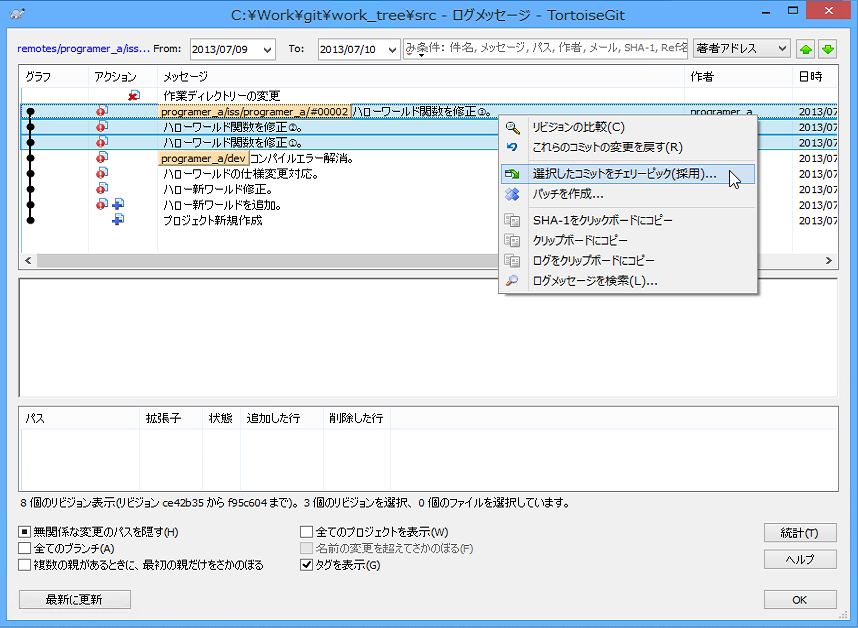 C:¥Work¥git¥work_tree¥src - ログメッセージ - TortoiseGit
remotes/programer_a/iss... From: 2013/07/09 To: 2013/07/10 み条件: 件名, メッセージ, パス, 作者, メール, SHA-1, Ref名 著者アドレス
グラフ アクション メッセージ 作者 日時
作業ディレクトリーの変更
programer_a/iss/programer_a/#00002 ハローワールド関数を修正③。 programer_a 2013/07
ハローワールド関数を修正②。 2013/07
ハローワールド関数を修正①。 2013/07
programer_a/dev コンパイルエラー解消。 2013/07
ハローワールドの仕様変更対応。 2013/07
ハロー新ワールド修正。 2013/07
ハロー新ワールドを追加。 2013/07
プロジェクト新規作成 2013/07
リビジョンの比較(C)
これらのコミットの変更を戻す(R)
選択したコミットをチェリーピック(採用)...
パッチを作成...
SHA-1をクリックボードにコピー
クリップボードにコピー
ログをクリップボードにコピー
ログメッセージを検索(L)...
パス 拡張子 状態 追加した行 削除した行
8 個のリビジョン表示(リビジョン ce42b35 から f95c604 まで)。 3 個のリビジョンを選択、0 個のファイルを選択しています。
無関係な変更のパスを隠す(H) 全てのプロジェクトを表示(W) 統計(T)
全てのブランチ(A) 名前の変更を超えてさかのぼる(F)
ヘルプ
複数の親があるときに、最初の親だけをさかのぼる タグを表示(G)
最新に更新 OK